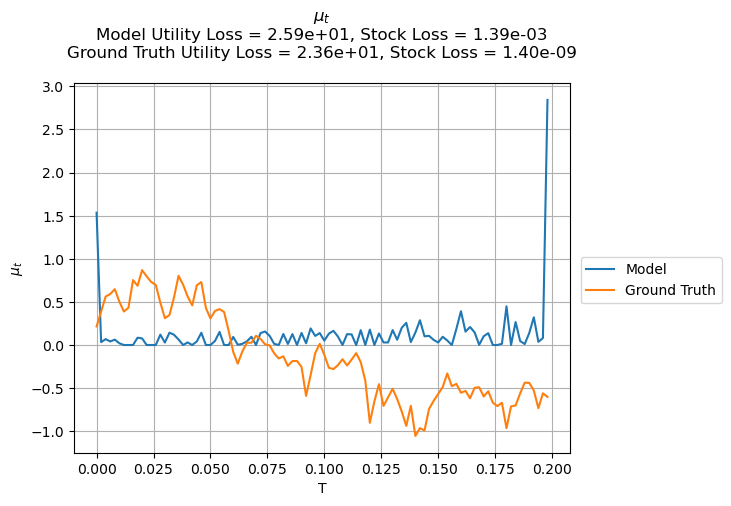 μt
Model Utility Loss = 2.59e+01, Stock Loss = 1.39e-03
Ground Truth Utility Loss = 2.36e+01, Stock Loss = 1.40e-09
3.0
2.5
2.0
1.5
1.0
0.5
0.0
−0.5
−1.0
μt
0.000 0.025 0.050 0.075 0.100 0.125 0.150 0.175 0.200
T
Model
Ground Truth